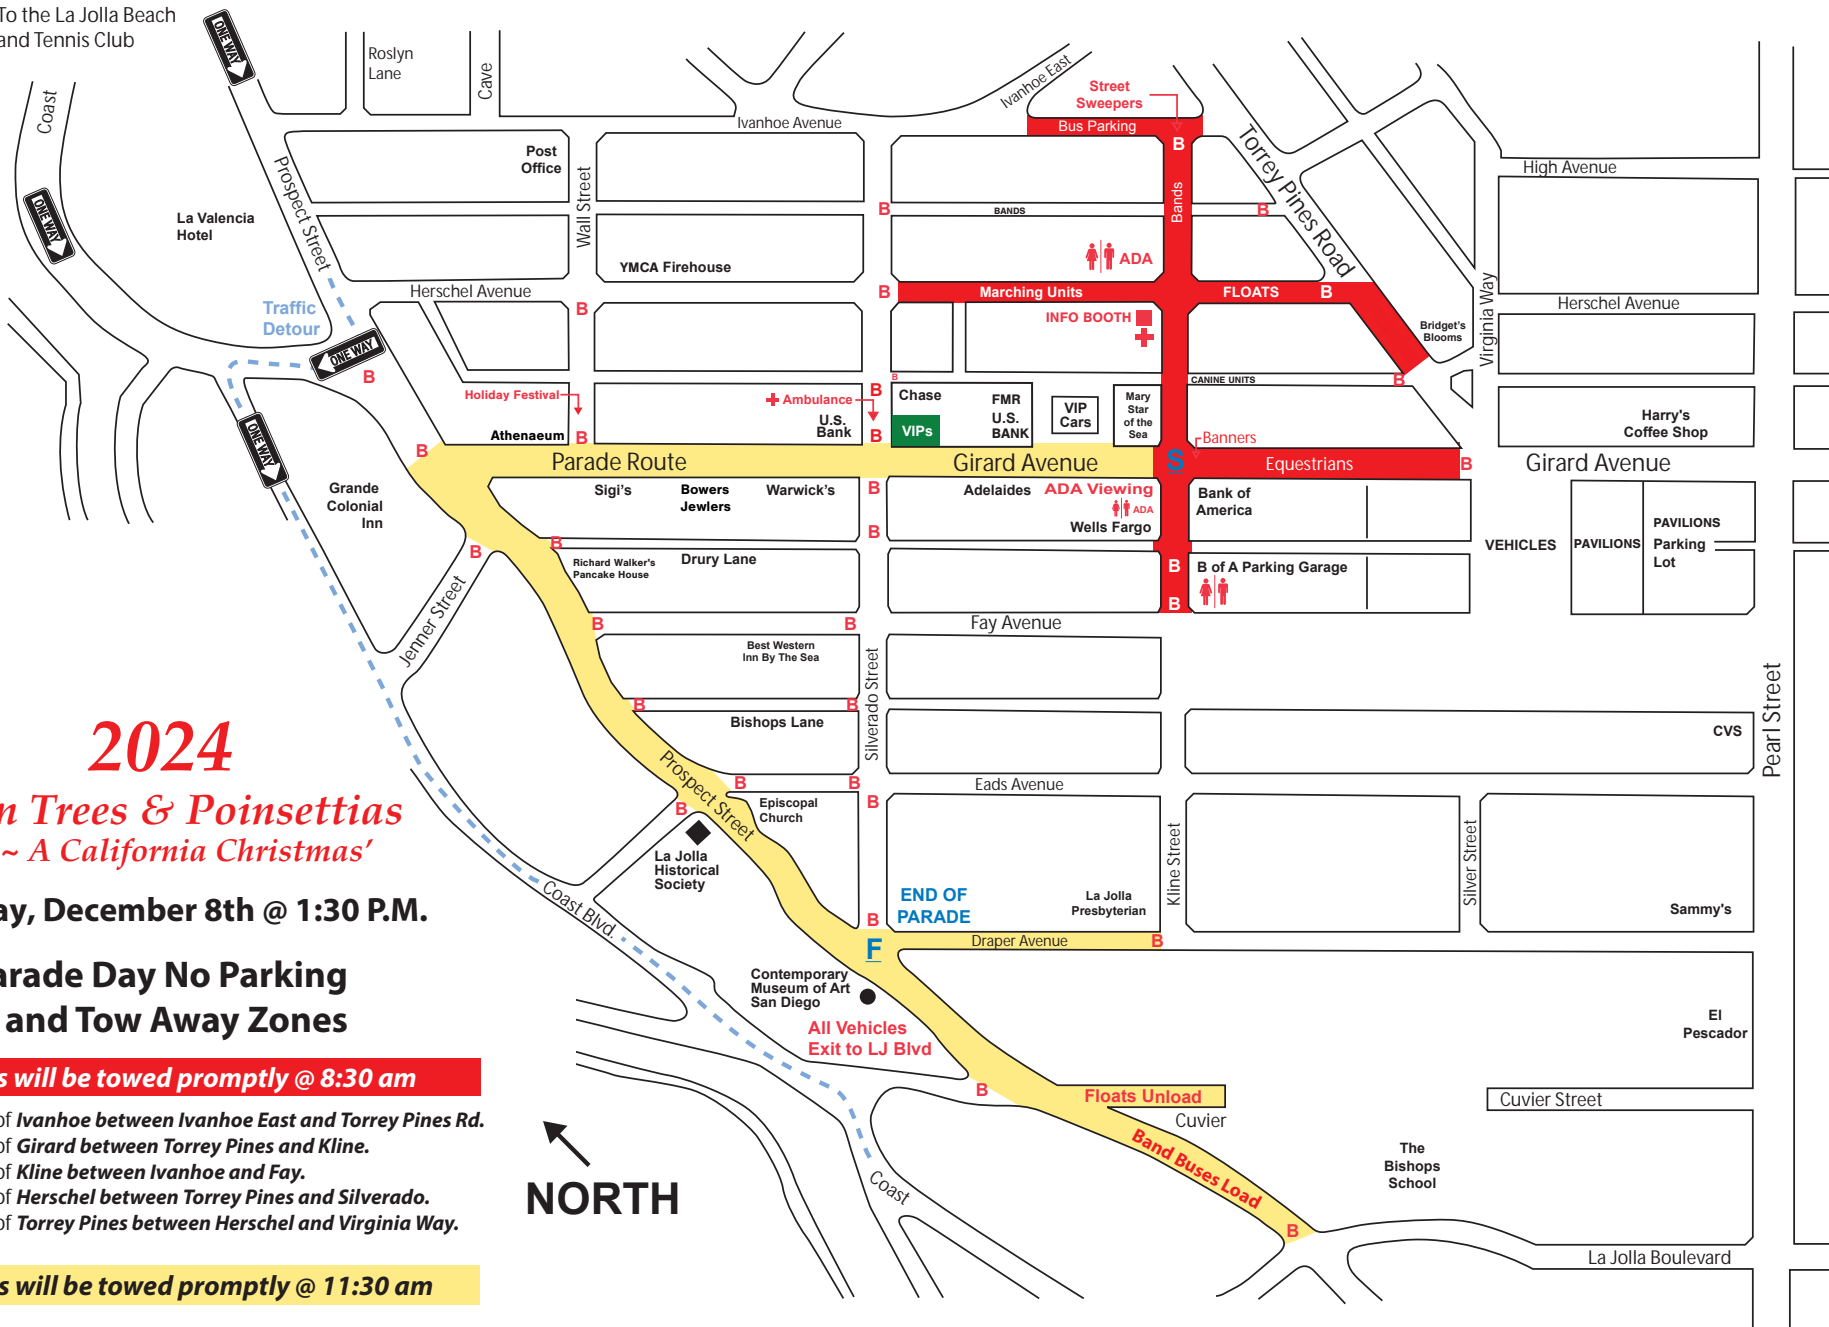 To the La Jolla Beach
and Tennis Club
ONE WAY
Coast
ONE WAY
Roslyn
Lane
Cave
Ivanhoe Avenue
Ivanhoe East
Street
Sweepers
Bus Parking
B
Torrey Pines Road
High Avenue
Post
Office
Prospect Street
Wall Street
La Valencia
Hotel
B
BANDS
Bands
B
YMCA Firehouse
ADA
Virginia Way
Herschel Avenue
B
Marching Units
FLOATS
B
Herschel Avenue
Traffic
Detour
B
INFO BOOTH
Bridget's
Blooms
ONE WAY
B
B
CANINE UNITS
B
Holiday Festival
Ambulance
B
U.S.
Bank
Chase
VIPs
FMR
U.S.
BANK
VIP
Cars
Mary
Star
of the
Sea
Harry's
Coffee Shop
ONE WAY
Athenaeum
B
B
Banners
B
Parade Route
Girard Avenue
S
Equestrians
B
Girard Avenue
Grande
Colonial
Inn
Sigi's
Bowers
Jewlers
Warwick's
B
Adelaides
ADA Viewing
ADA
Wells Fargo
Bank of
America
B
PAVILIONS
PAVILIONS
Parking
Lot
VEHICLES
B
B
Richard Walker's
Pancake House
Drury Lane
B
B of A Parking Garage
B
Jenner Street
B
B
Fay Avenue
Best Western
Inn By The Sea
Silverado Street
Pearl Street
B
B
Bishops Lane
CVS
2024
n Trees & Poinsettias
~ A California Christmas’
ay, December 8th @ 1:30 P.M.
arade Day No Parking
and Tow Away Zones
s will be towed promptly @ 8:30 am
of Ivanhoe between Ivanhoe East and Torrey Pines Rd.
of Girard between Torrey Pines and Kline.
of Kline between Ivanhoe and Fay.
of Herschel between Torrey Pines and Silverado.
of Torrey Pines between Herschel and Virginia Way.
s will be towed promptly @ 11:30 am
Prospect Street
B
B
Eads Avenue
B
B
Episcopal
Church
La Jolla
Historical
Society
Kline Street
Silver Street
END OF
PARADE
La Jolla
Presbyterian
Sammy's
Coast Blvd.
B
F
Draper Avenue
B
Contemporary
Museum of Art
San Diego
All Vehicles
Exit to LJ Blvd
El
Pescador
B
Floats Unload
Cuvier
Cuvier Street
Band Buses Load
The
Bishops
School
NORTH
Coast
B
La Jolla Boulevard